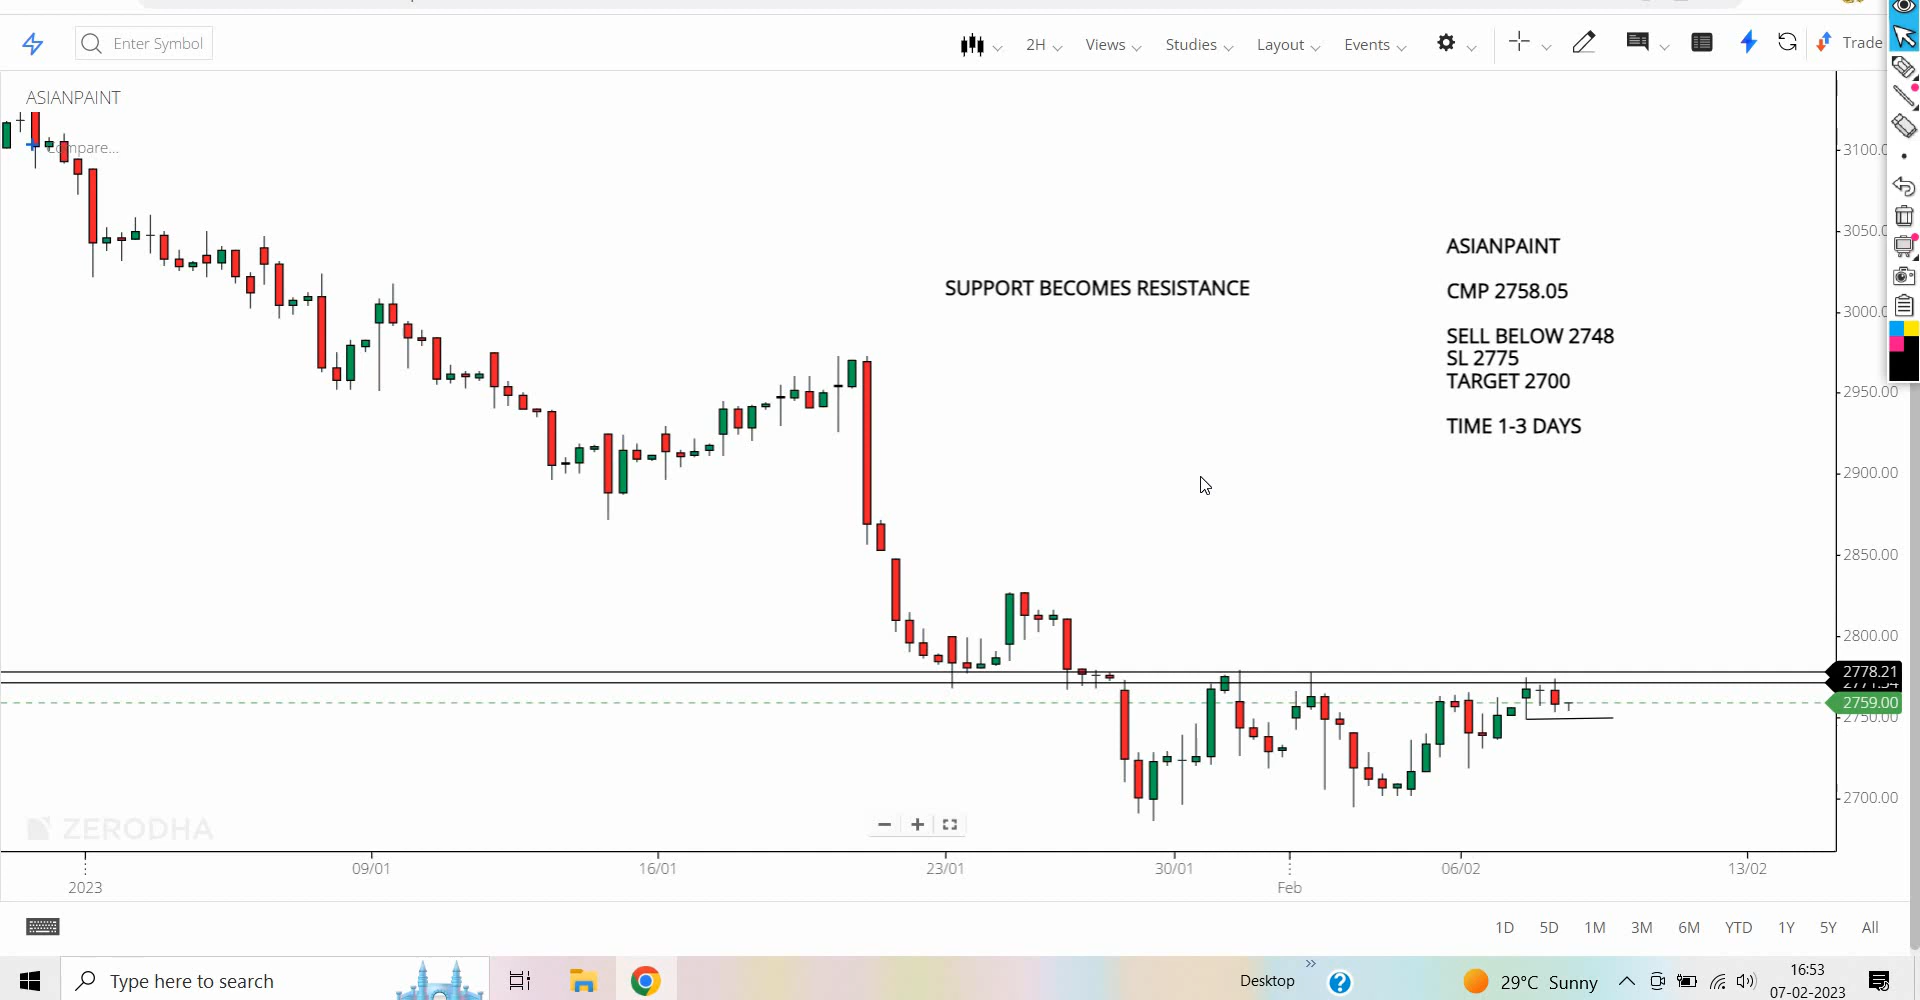 Enter Symbol
2H
Views
Studies
Layout
Events
Trade
ASIANPAINT
3100.0
3050.0
ASIANPAINT
SUPPORT BECOMES RESISTANCE
CMP 2758.05
3000.0
SELL BELOW 2748
SL 2775
TARGET 2700
2950.00
TIME 1-3 DAYS
2900.00
2850.00
2800.00
2778.21
2759.00
2750.00
2700.00
ZERODHA
09/01
16/01
23/01
30/01
06/02
13/02
2023
Feb
1D
5D
1M
3M
6M
YTD
1Y
5Y
All
Type here to search
Desktop
29°C Sunny
16:53
07-02-2023